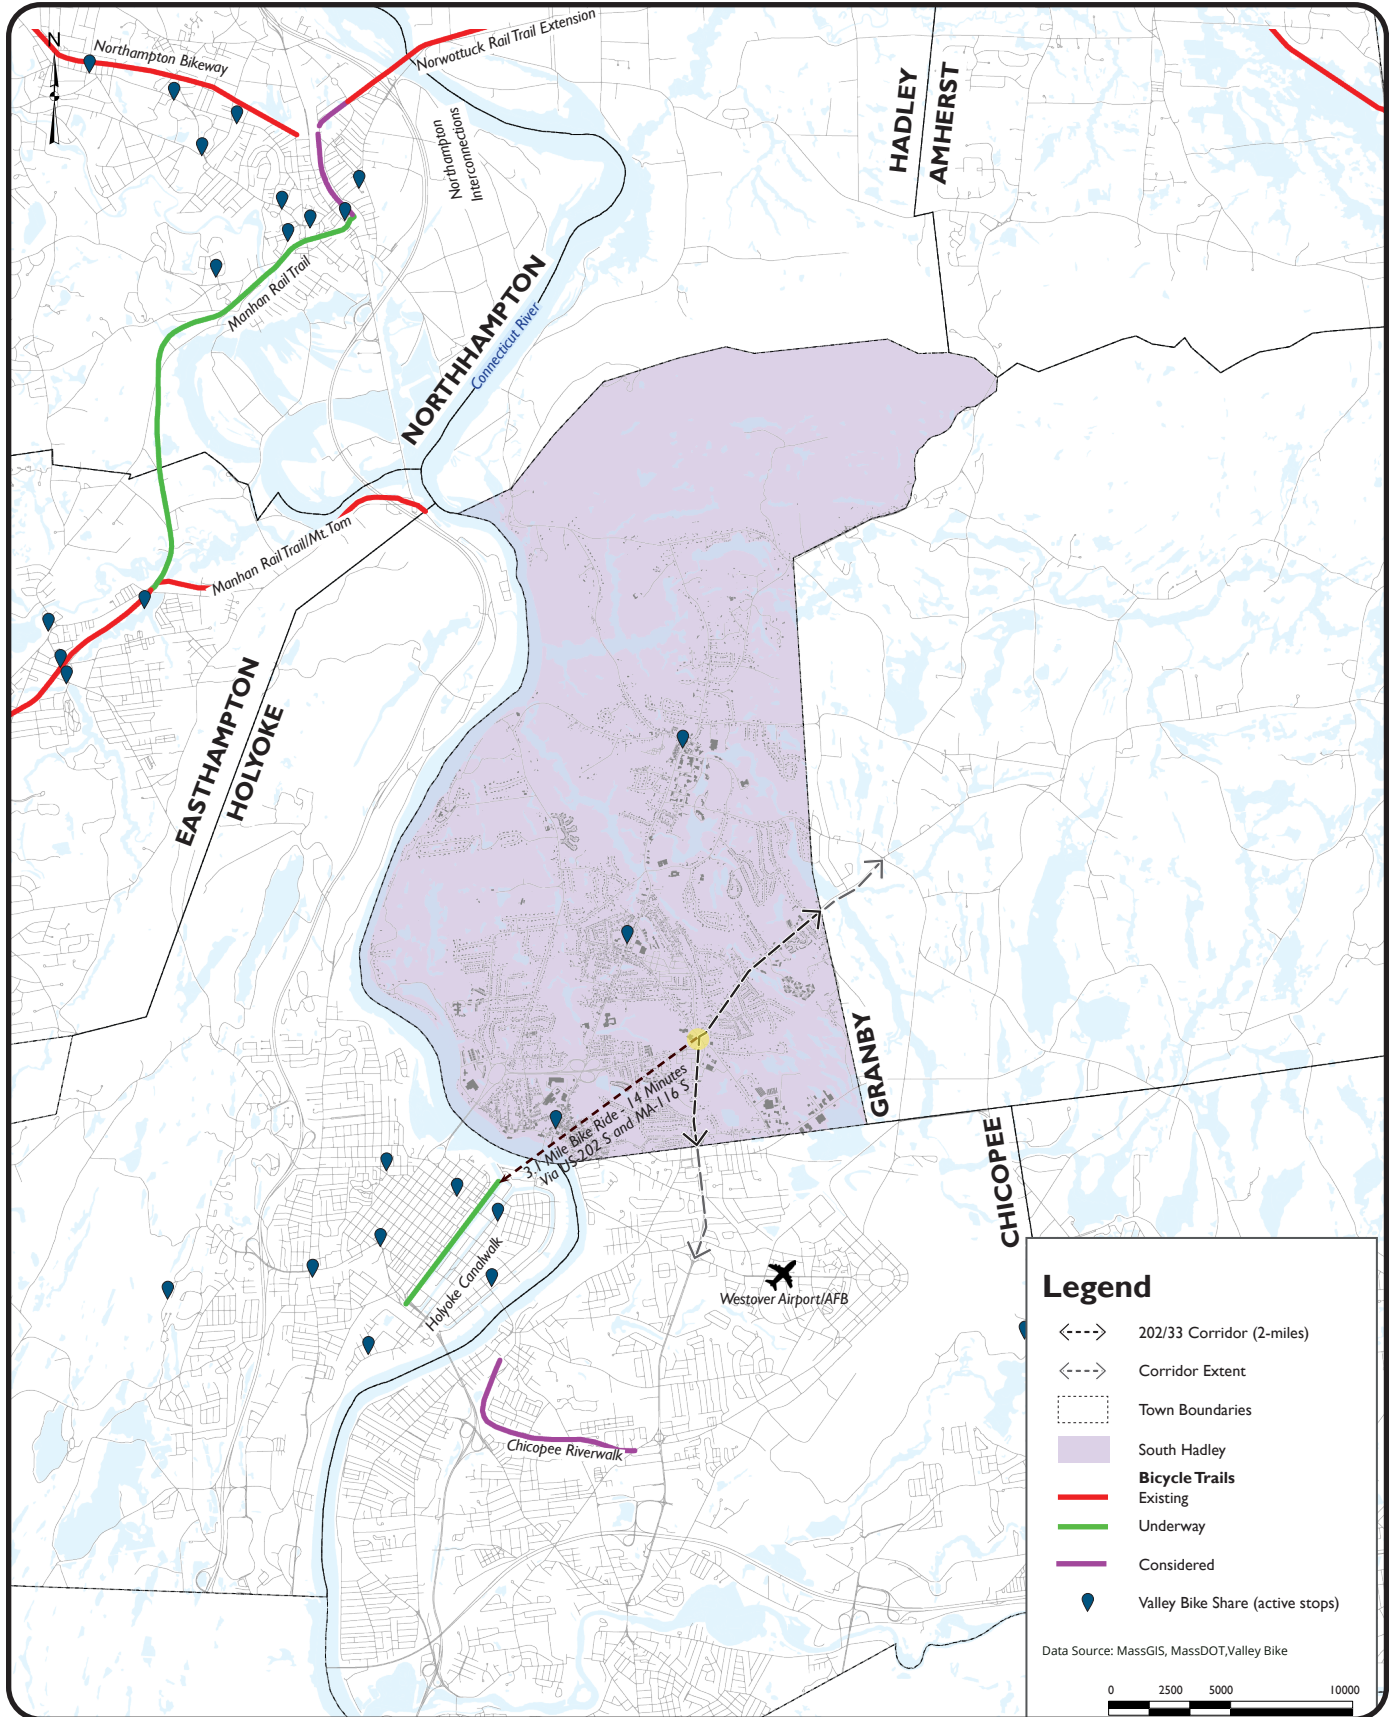 N
Northampton Bikeway
Norwottuck Rail Trail Extension
Northampton
Interconnections
HADLEY
AMHERST
Manhan Rail Trail
NORTHHAMPTON
Connecticut River
Manhan Rail Trail/Mt. Tom
EASTHAMPTON
HOLYOKE
GRANBY
3.1 Mile Bike Ride - 14 Minutes
Via US-202 S and MA-116 S
CHICOPEE
Holyoke Canalwalk
Westover Airport/AFB
Chicopee Riverwalk
Legend
202/33 Corridor (2-miles)
Corridor Extent
Town Boundaries
South Hadley
Bicycle Trails
Existing
Underway
Considered
Valley Bike Share (active stops)
Data Source: MassGIS, MassDOT,Valley Bike
0 2500 5000 10000